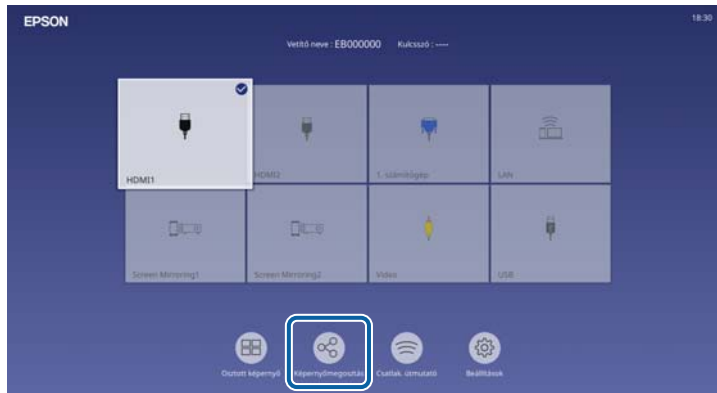 EPSON
18:30
Vetítő neve : EB000000 Kulcsszó : ----
HDMI1
HDMI2
1. számítógép
LAN
Screen Mirroring1
Screen Mirroring2
Videó
USB
Osztott képernyő
Képernyőmegosztás
Csatlak. útmutató
Beállítások